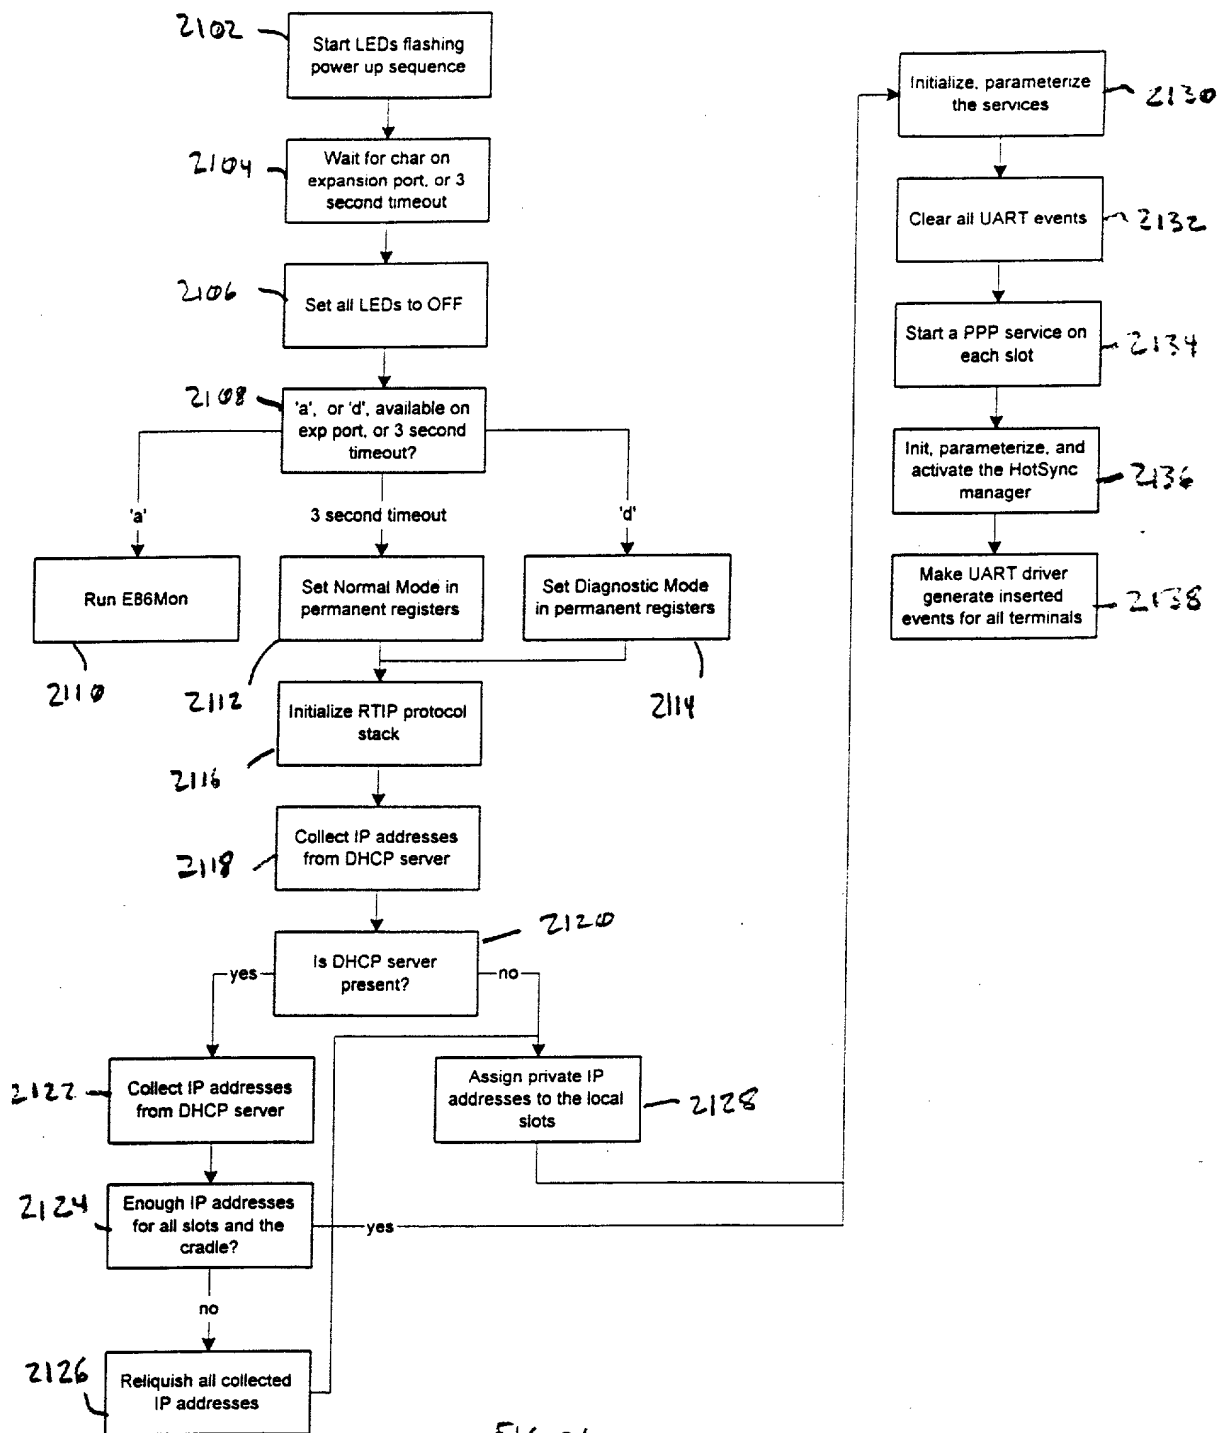 2102
Start LEDs flashing
power up sequence
2104
Wait for char on
expansion port, or 3
second timeout
2106
Set all LEDs to OFF
2108
'a', or 'd', available on
exp port, or 3 second
timeout?
'a'
3 second timeout
'd'
Run E86Mon
2110
Set Normal Mode in
permanent registers
2112
Set Diagnostic Mode
in permanent registers
2114
Initialize RTIP protocol
stack
2116
Collect IP addresses
from DHCP server
2118
Is DHCP server
present?
2120
yes
no
2122
Collect IP addresses
from DHCP server
Assign private IP
addresses to the local
slots
2128
2124
Enough IP addresses
for all slots and the
cradle?
yes
no
2126
Reliquish all collected
IP addresses
Initialize, parameterize
the services
2130
Clear all UART events
2132
Start a PPP service on
each slot
2134
Init, parameterize, and
activate the HotSync
manager
2136
Make UART driver
generate inserted
events for all terminals
2138